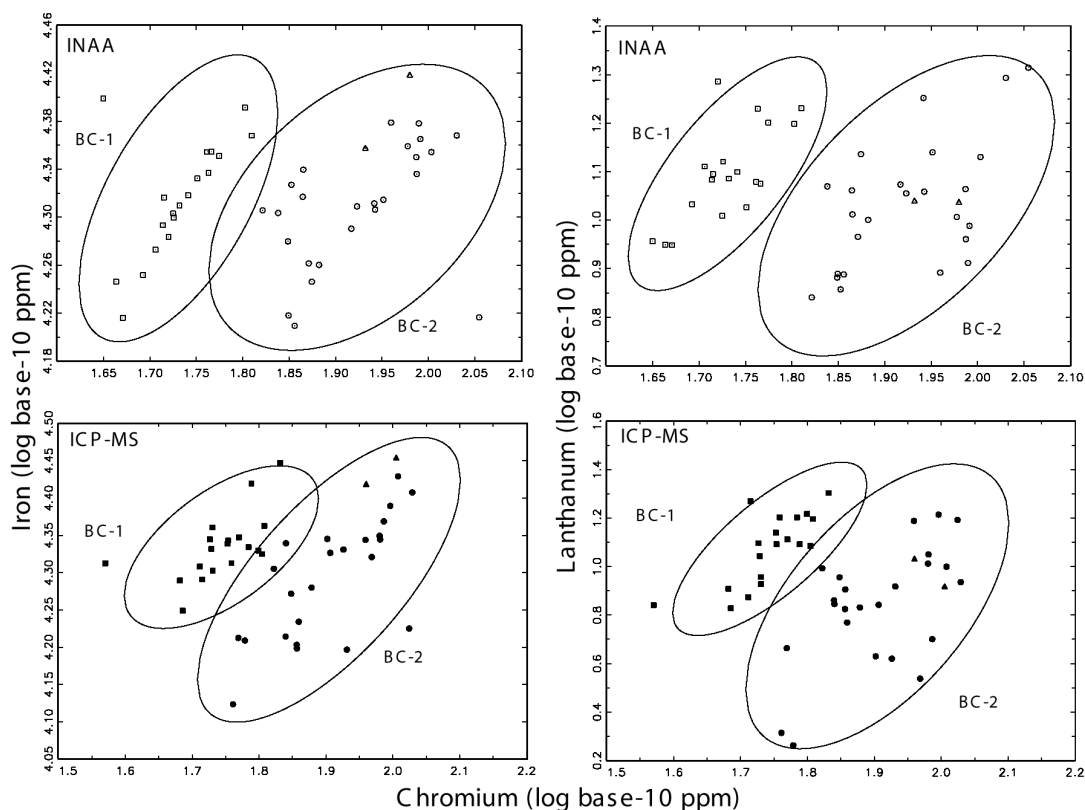 INAA
BC-1
BC-2
4.46
4.42
4.38
4.34
4.30
4.26
4.22
4.18
1.60 1.65 1.70 1.75 1.80 1.85 1.90 1.95 2.00 2.05 2.10
INAA
BC-1
BC-2
1.4
1.3
1.2
1.1
1.0
0.9
0.8
0.7
1.60 1.65 1.70 1.75 1.80 1.85 1.90 1.95 2.00 2.05 2.10
ICP-MS
BC-1
BC-2
4.50
4.45
4.40
4.35
4.30
4.25
4.20
4.15
4.10
4.05
1.5 1.6 1.7 1.8 1.9 2.0 2.1 2.2
ICP-MS
BC-1
BC-2
1.6
1.4
1.2
1.0
0.8
0.6
0.4
0.2
1.5 1.6 1.7 1.8 1.9 2.0 2.1 2.2
Iron (log base-10 ppm)
Lanthanum (log base-10 ppm)
Chromium (log base-10 ppm)